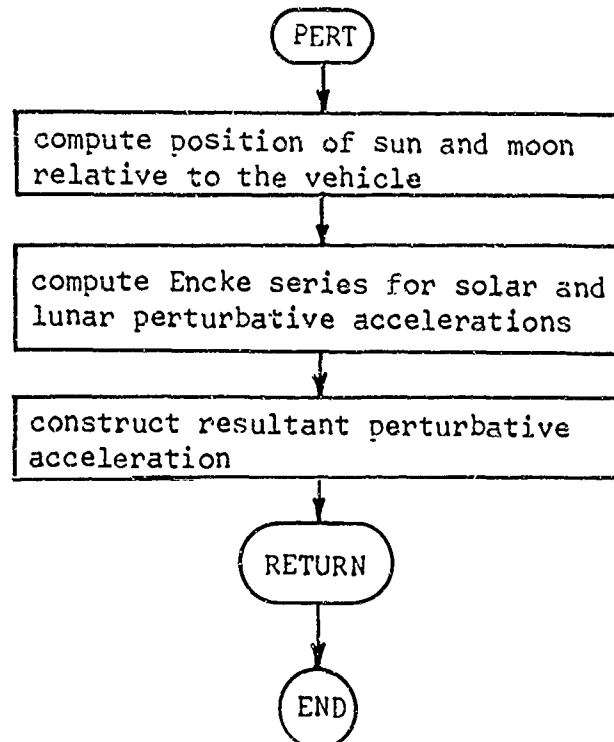 PERT
compute position of sun and moon
relative to the vehicle
compute Encke series for solar and
lunar perturbative accelerations
construct resultant perturbative
acceleration
RETURN
END